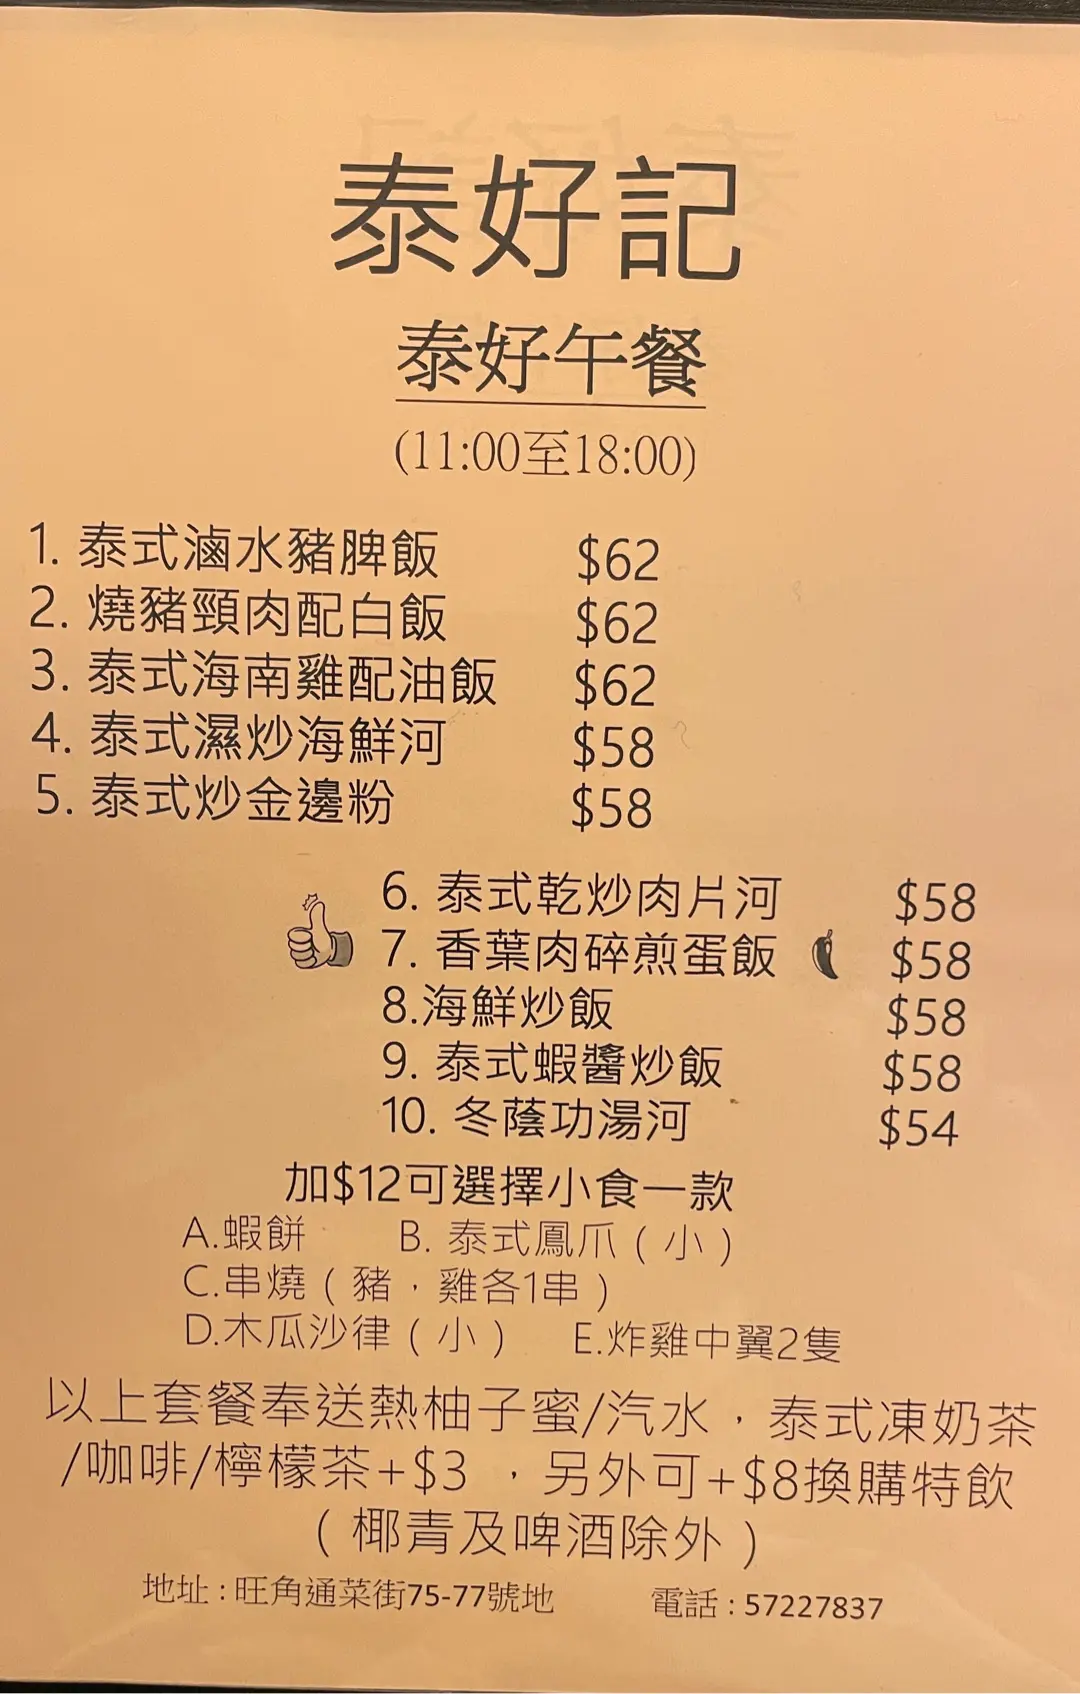 泰好記
泰好午餐
(11:00至18:00)
1. 泰式滷水豬脾飯 $62
2. 燒豬頸肉配白飯 $62
3. 泰式海南雞配油飯 $62
4. 泰式濕炒海鮮河 $58
5. 泰式炒金邊粉 $58
6. 泰式乾炒肉片河 $58
7. 香葉肉碎煎蛋飯 $58
8.海鮮炒飯 $58
9. 泰式蝦醬炒飯 $58
10. 冬蔭功湯河 $54
加$12可選擇小食一款
A.蝦餅 B. 泰式鳳爪（小）
C.串燒（豬，雞各1串）
D.木瓜沙律（小） E.炸雞中翼2隻
以上套餐奉送熱柚子蜜/汽水，泰式凍奶茶
/咖啡/檸檬茶+$3 ，另外可+$8換購特飲
（椰青及啤酒除外）
地址 : 旺角通菜街75-77號地 電話 : 57227837